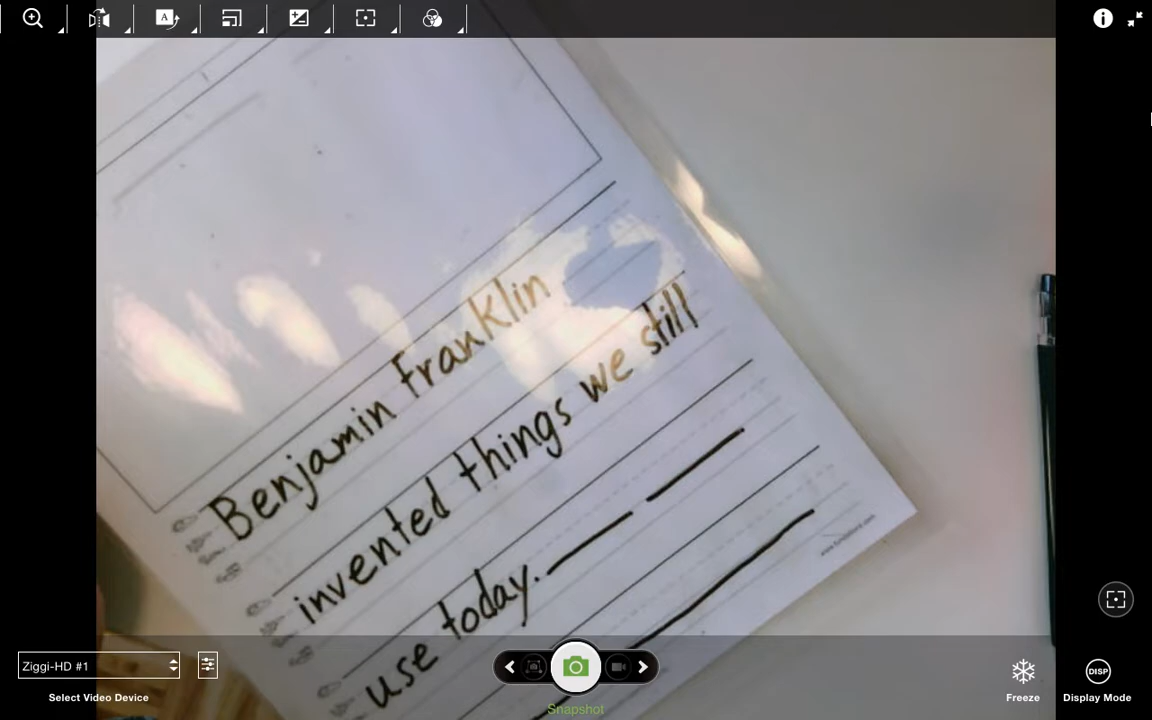 Benjamin Franklin
invented things we still
use today.
Ziggi-HD #1
Select Video Device
Snapshot
Freeze
DISP
Display Mode